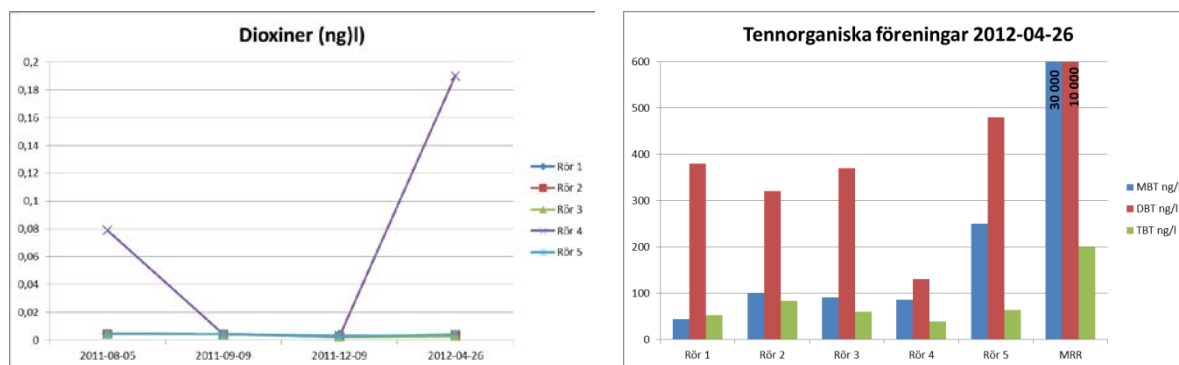 Dioxiner (ng)l)
0,2
0,18
0,16
0,14
0,12
0,1
0,08
0,06
0,04
0,02
0
2011-08-05 2011-09-09 2011-12-09 2012-04-26
Rör 1
Rör 2
Rör 3
Rör 4
Rör 5
Tennorganiska föreningar 2012-04-26
600
500
400
300
200
100
0
30 000
10 000
Rör 1 Rör 2 Rör 3 Rör 4 Rör 5 MRR
MBT ng/l
DBT ng/l
TBT ng/l